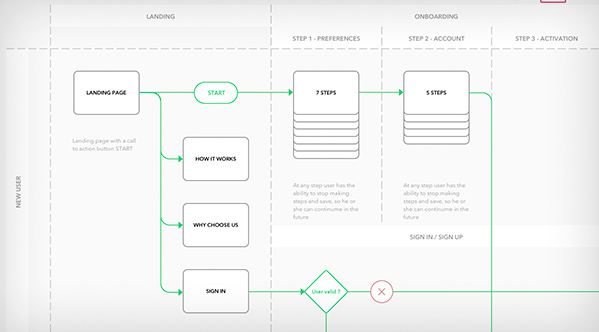 LANDING
ONBOARDING
STEP 1 - PREFERENCES
STEP 2 - ACCOUNT
STEP 3 - ACTIVATION
LANDING PAGE
START
7 STEPS
5 STEPS
Landing page with a call
to action button START
HOW IT WORKS
At any step user has the
ability to stop making
steps and save, so he or
she can continume in the
future
At any step user has the
ability to stop making
steps and save, so he or
she can continume in the
future
NEW USER
WHY CHOOSE US
SIGN IN / SIGN UP
SIGN IN
User valid ?